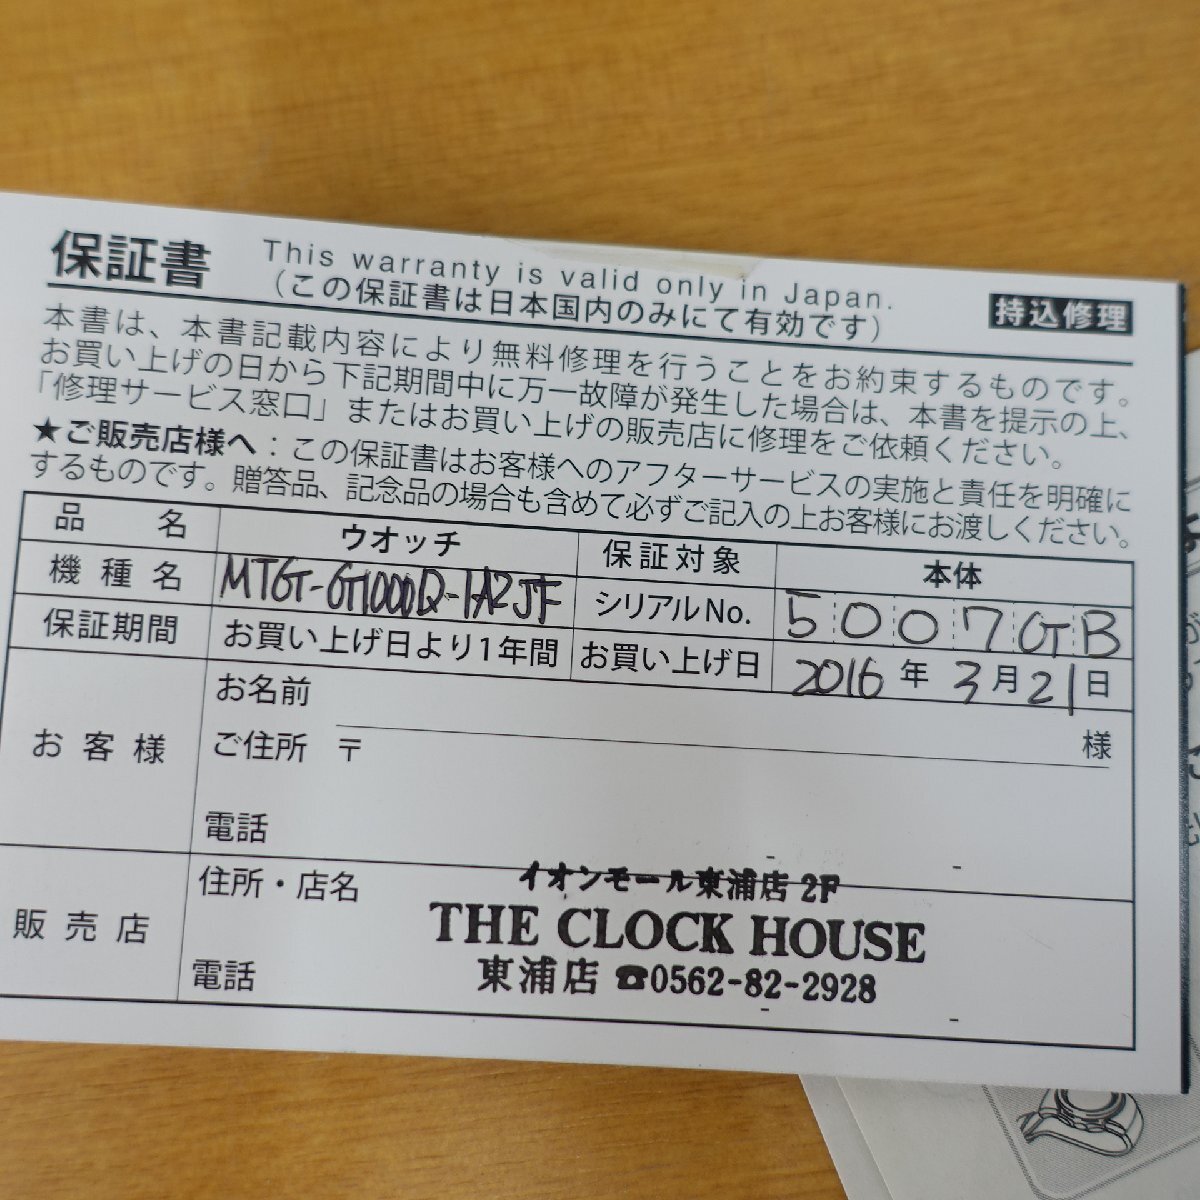 保証書 This warranty is valid only in Japan.
(この保証書は日本国内のみにて有効です) 持込修理
本書は、本書記載内容により無料修理を行うことをお約束するものです。
お買い上げの日から下記期間中に万一故障が発生した場合は、本書を提示の上、
「修理サービス窓口」またはお買い上げの販売店に修理をご依頼ください。
★ご販売店様へ:この保証書はお客様へのアフターサービスの実施と責任を明確に
するものです。贈答品、記念品の場合も含めて必ずご記入の上お客様にお渡しください。
品名 ウオッチ 保証対象 本体
機種名 MTG-G1000D-1A2JF シリアルNo. 5007GB
保証期間 お買い上げ日より1年間 お買い上げ日 2016年3月21日
お客様 お名前 様
ご住所 〒
電話
販売店 住所・店名 イオンモール東浦店2F
THE CLOCK HOUSE
電話 東浦店 ☎0562-82-2928